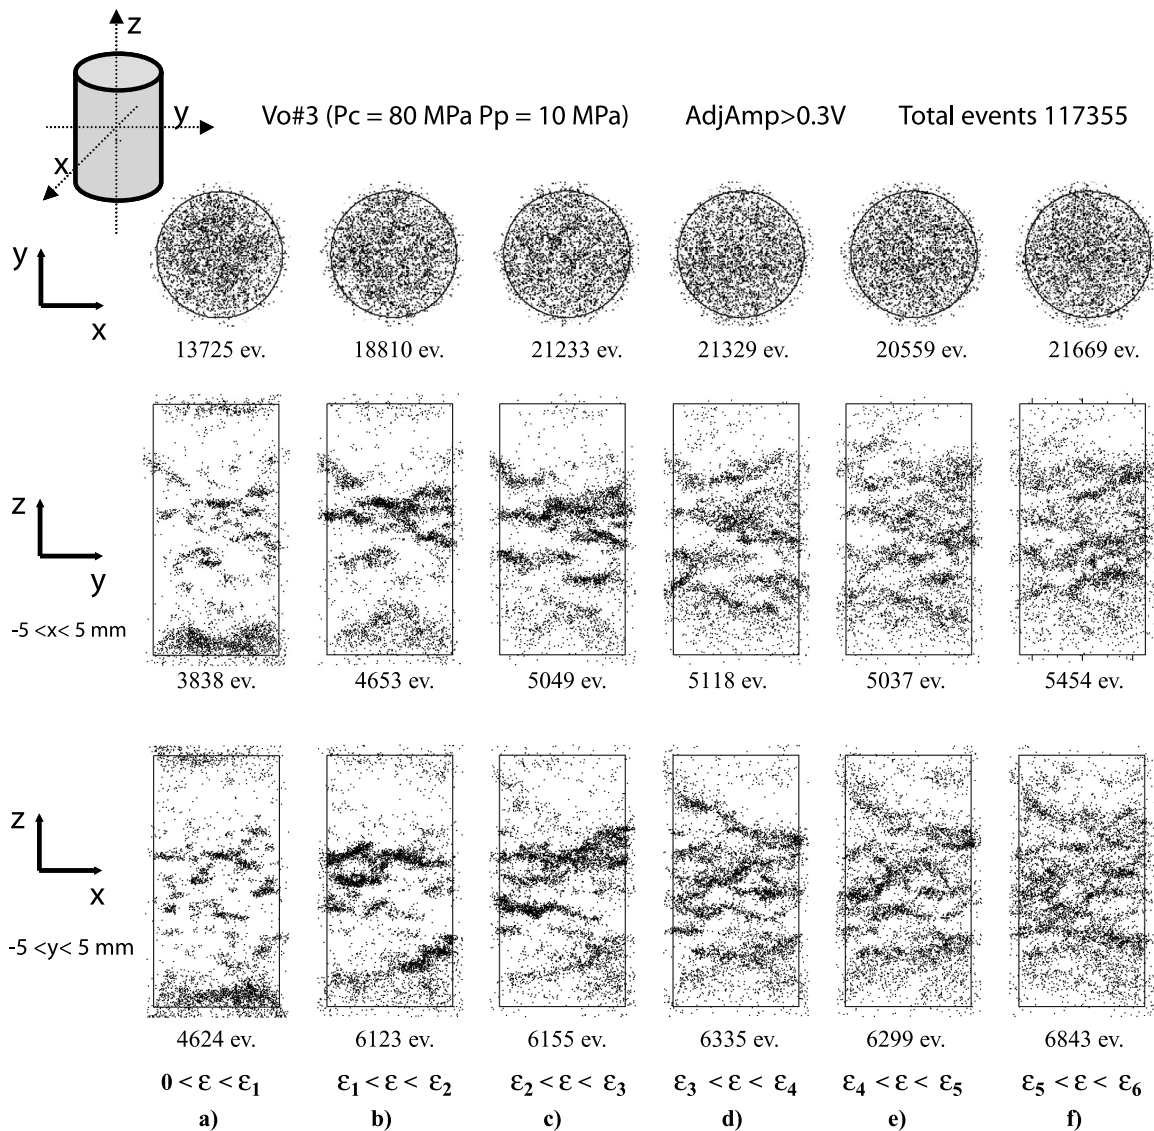 z
y
x
Vo#3 (Pc = 80 MPa Pp = 10 MPa) AdjAmp>0.3V Total events 117355
y
x
13725 ev. 18810 ev. 21233 ev. 21329 ev. 20559 ev. 21669 ev.
z
y
-5 <x< 5 mm
3838 ev. 4653 ev. 5049 ev. 5118 ev. 5037 ev. 5454 ev.
z
x
-5 <y< 5 mm
4624 ev. 6123 ev. 6155 ev. 6335 ev. 6299 ev. 6843 ev.
0 < ε < ε₁ ε₁ < ε < ε₂ ε₂ < ε < ε₃ ε₃ < ε < ε₄ ε₄ < ε < ε₅ ε₅ < ε < ε₆
a) b) c) d) e) f)